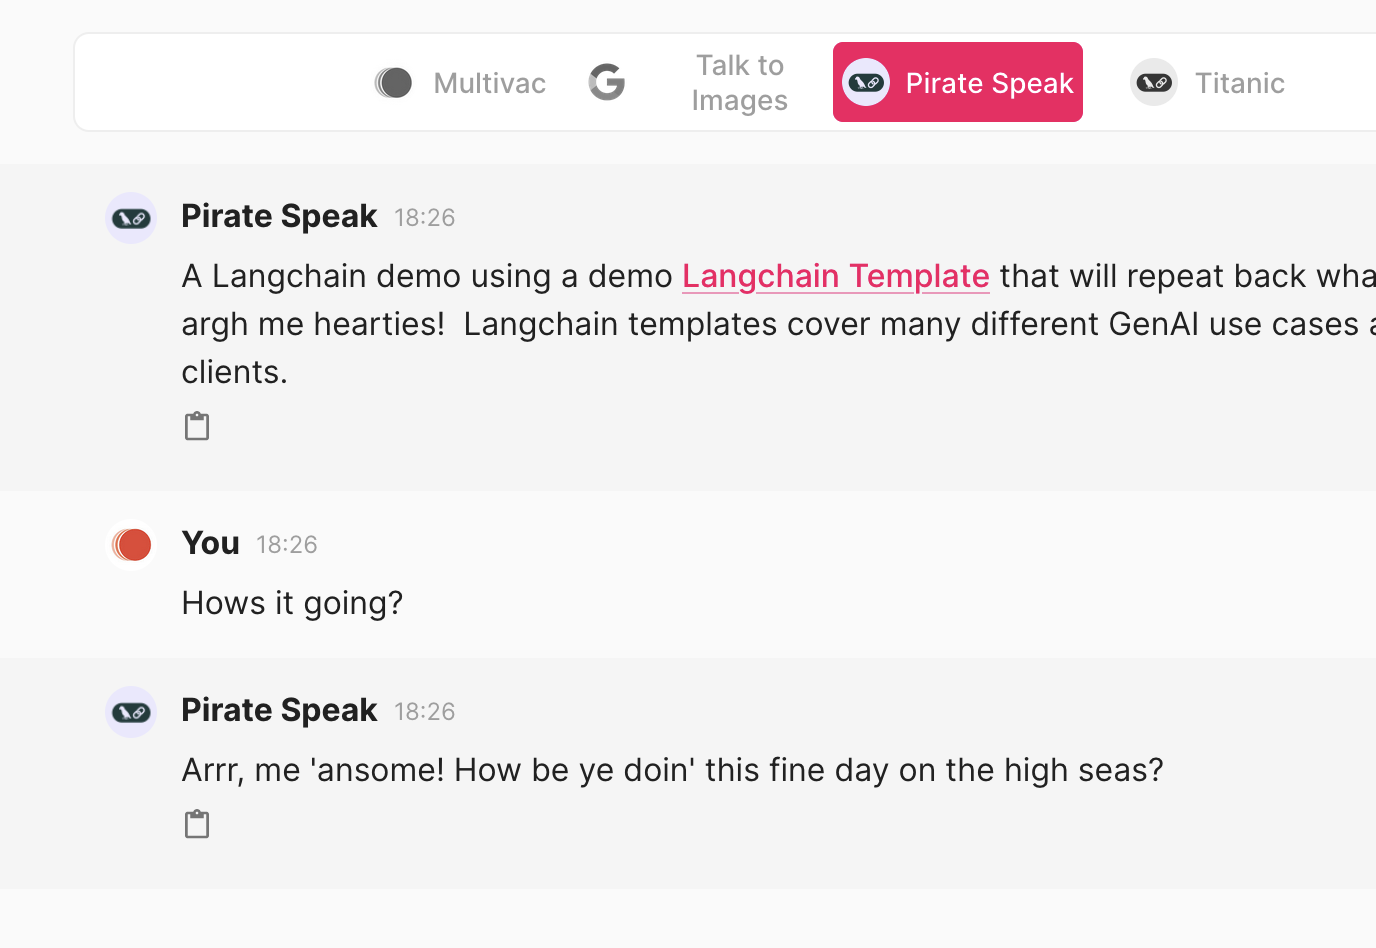 Multivac
Talk to
Images
Pirate Speak
Titanic
Pirate Speak 18:26
A Langchain demo using a demo Langchain Template that will repeat back
argh me hearties! Langchain templates cover many different GenAI use cases
clients.
You 18:26
Hows it going?
Pirate Speak 18:26
Arrr, me 'ansome! How be ye doin' this fine day on the high seas?